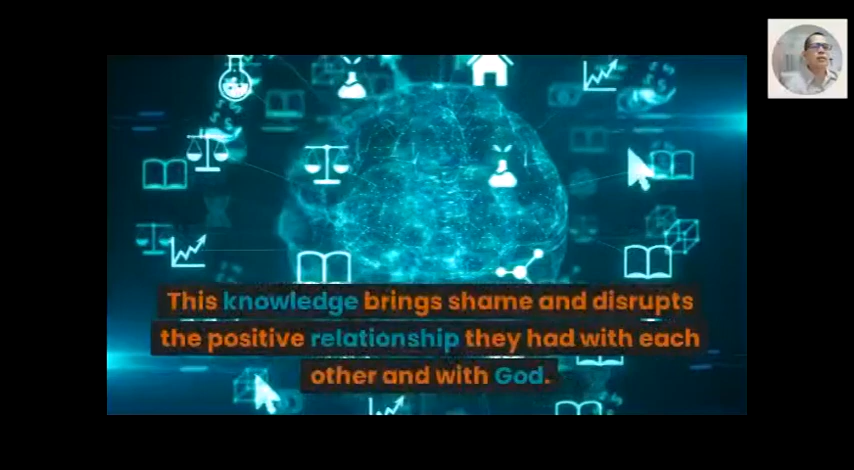 This knowledge brings shame and disrupts
the positive relationship they had with each
other and with God.